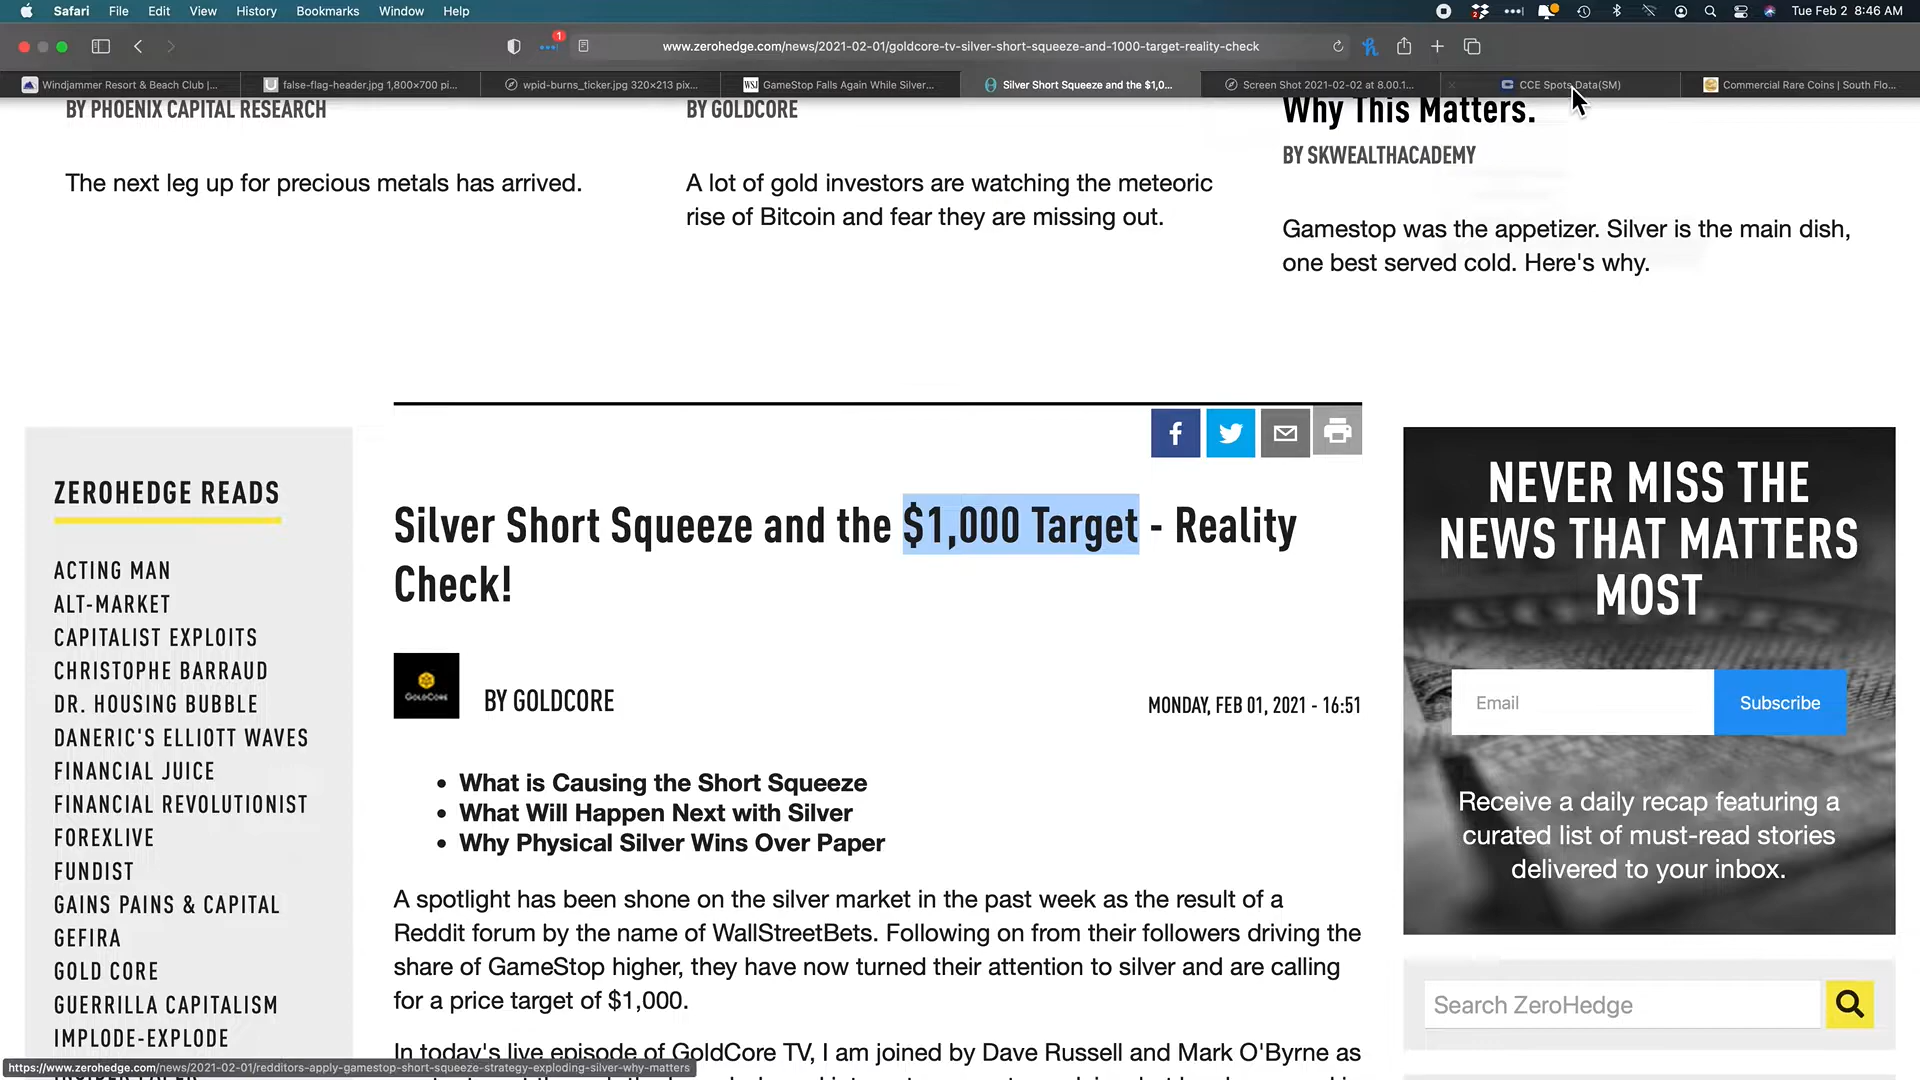 Safari File Edit View History Bookmarks Window Help
2
Tue Feb 2 8:46 AM
1
www.zerohedge.com/news/2021-02-01/goldcore-tv-silver-short-squeeze-and-1000-target-reality-check
Windjammer Resort & Beach Club |...
false-flag-header.jpg 1,800×700 pi...
wpid-burns_ticker.jpg 320×213 pix...
WSJ GameStop Falls Again While Silver...
Silver Short Squeeze and the $1,0...
Screen Shot 2021-02-02 at 8.00.1...
CCE Spots Data(SM)
Commercial Rare Coins | South Flo...
BY PHOENIX CAPITAL RESEARCH
The next leg up for precious metals has arrived.
BY GOLDCORE
A lot of gold investors are watching the meteoric
rise of Bitcoin and fear they are missing out.
Why This Matters.
BY SKWEALTHACADEMY
Gamestop was the appetizer. Silver is the main dish,
one best served cold. Here's why.
ZEROHEDGE READS
ACTING MAN
ALT-MARKET
CAPITALIST EXPLOITS
CHRISTOPHE BARRAUD
DR. HOUSING BUBBLE
DANERIC'S ELLIOTT WAVES
FINANCIAL JUICE
FINANCIAL REVOLUTIONIST
FOREXLIVE
FUNDIST
GAINS PAINS & CAPITAL
GEFIRA
GOLD CORE
GUERRILLA CAPITALISM
IMPLODE-EXPLODE
Silver Short Squeeze and the $1,000 Target - Reality
Check!
GOLDCORE
BY GOLDCORE
MONDAY, FEB 01, 2021 - 16:51
• What is Causing the Short Squeeze
• What Will Happen Next with Silver
• Why Physical Silver Wins Over Paper
A spotlight has been shone on the silver market in the past week as the result of a
Reddit forum by the name of WallStreetBets. Following on from their followers driving the
share of GameStop higher, they have now turned their attention to silver and are calling
for a price target of $1,000.
In today's live episode of GoldCore TV, I am joined by Dave Russell and Mark O'Byrne as
NEVER MISS THE
NEWS THAT MATTERS
MOST
Email
Subscribe
Receive a daily recap featuring a
curated list of must-read stories
delivered to your inbox.
Search ZeroHedge
https://www.zerohedge.com/news/2021-02-01/redditors-apply-gamestop-short-squeeze-strategy-exploding-silver-why-matters